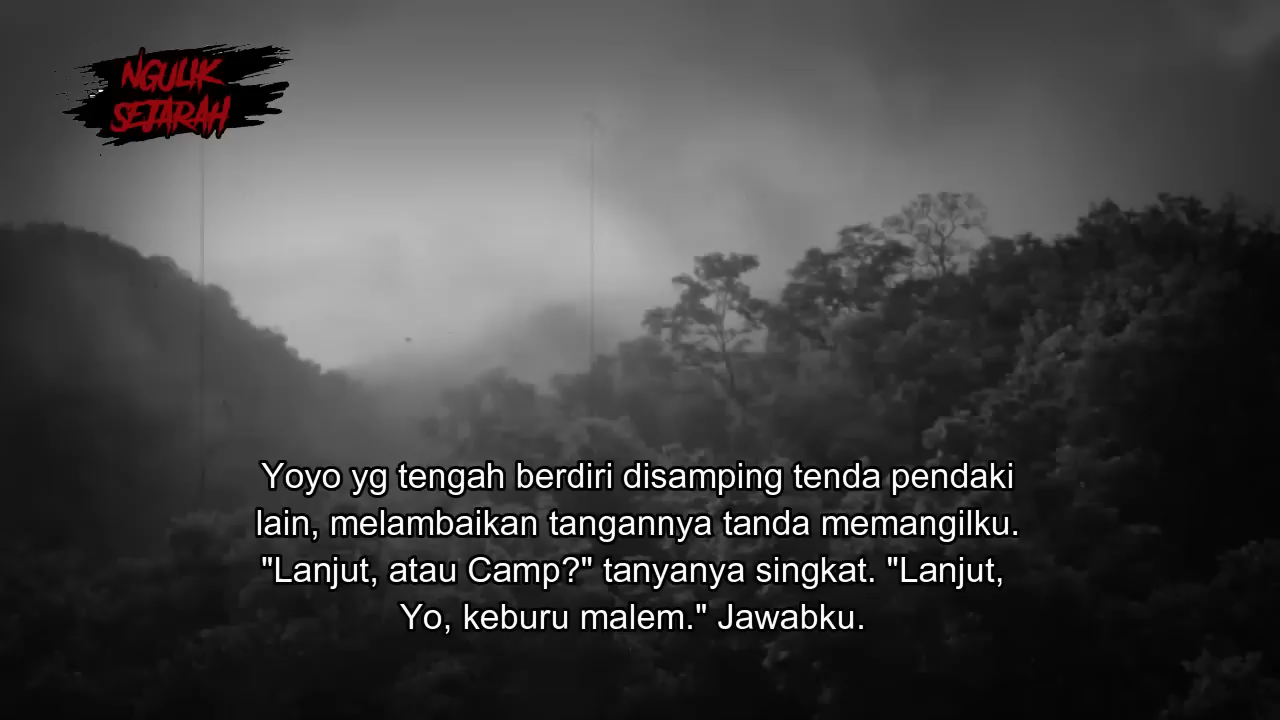 NGULIK
SEJARAH
Yoyo yg tengah berdiri disamping tenda pendaki
lain, melambaikan tangannya tanda memangilku.
"Lanjut, atau Camp?" tanyanya singkat. "Lanjut,
Yo, keburu malem." Jawabku.